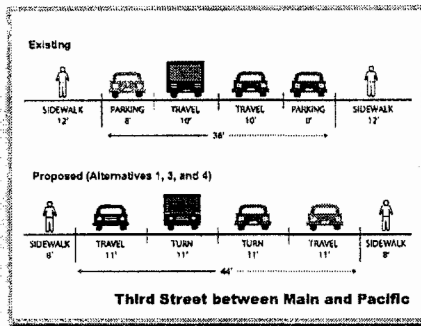 Existing
SIDEWALK PARKING TRAVEL TRAVEL PARKING SIDEWALK
12' 8' 10' 10' 8' 12'
36'
Proposed (Alternatives 1, 3, and 4)
SIDEWALK TRAVEL TURN TURN TRAVEL SIDEWALK
8' 11' 11' 11' 11' 8'
44'
Third Street between Main and Pacific